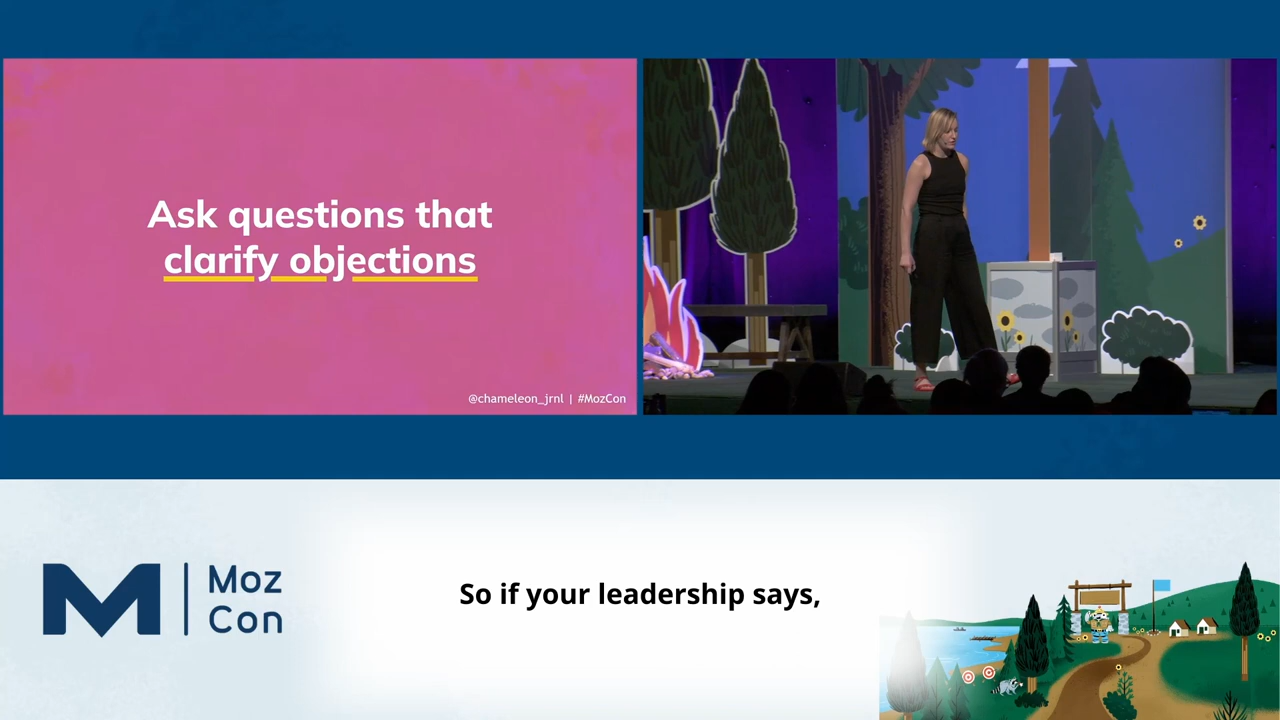 Ask questions that
clarify objections
@chameleon_jrnl | #MozCon
So if your leadership says,
Moz
Con